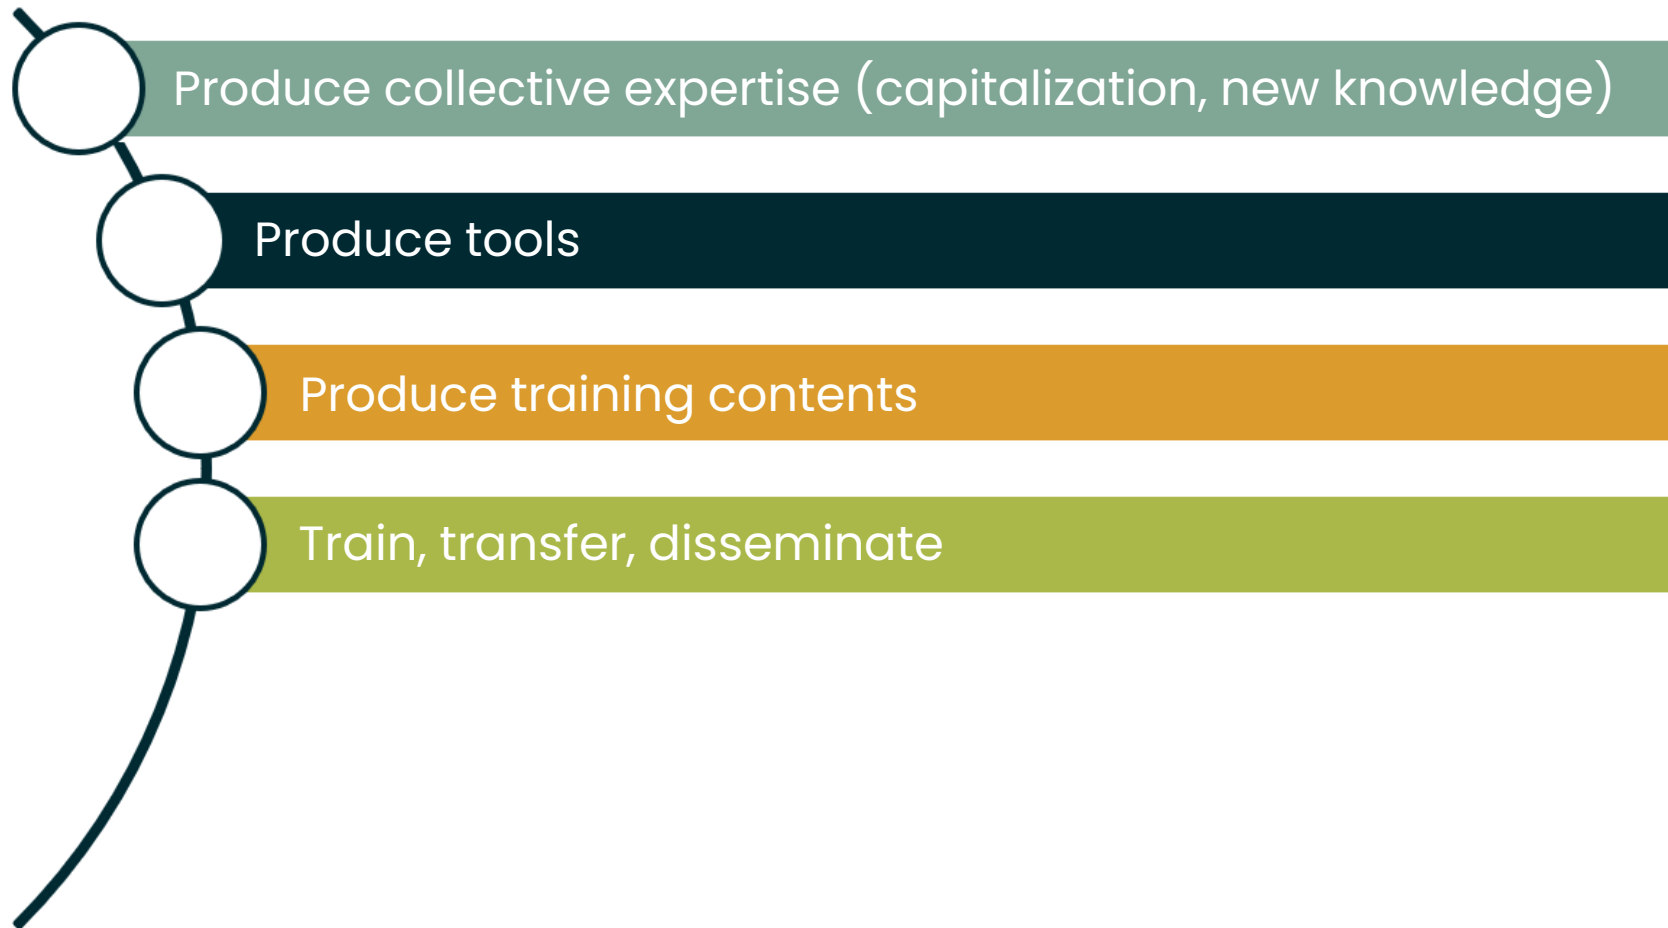 Produce collective expertise (capitalization, new knowledge)
Produce tools
Produce training contents
Train, transfer, disseminate